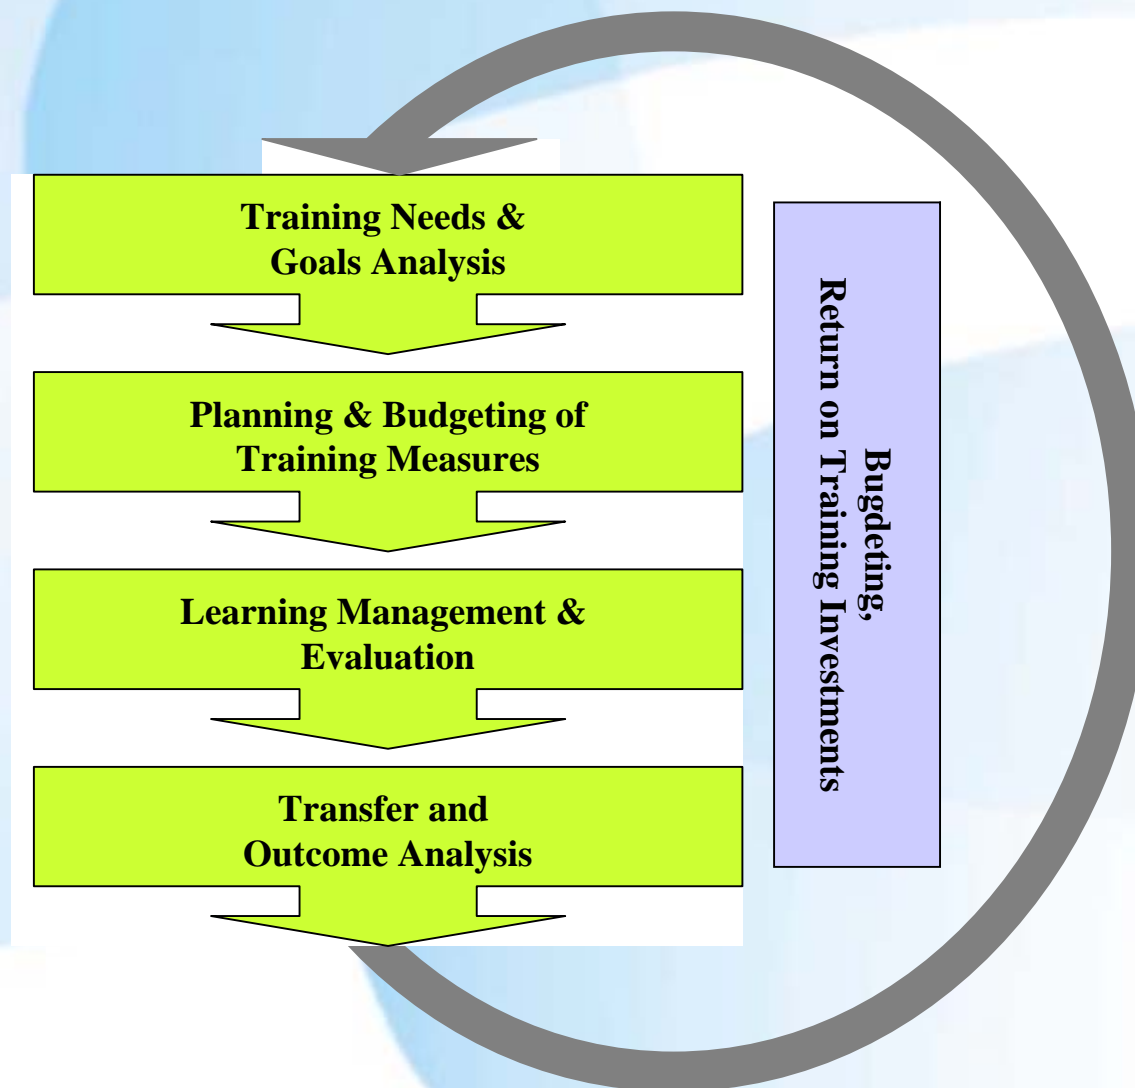 Training Needs &
Goals Analysis
Planning & Budgeting of
Training Measures
Learning Management &
Evaluation
Transfer and
Outcome Analysis
Bugdeting,
Return on Training Investments